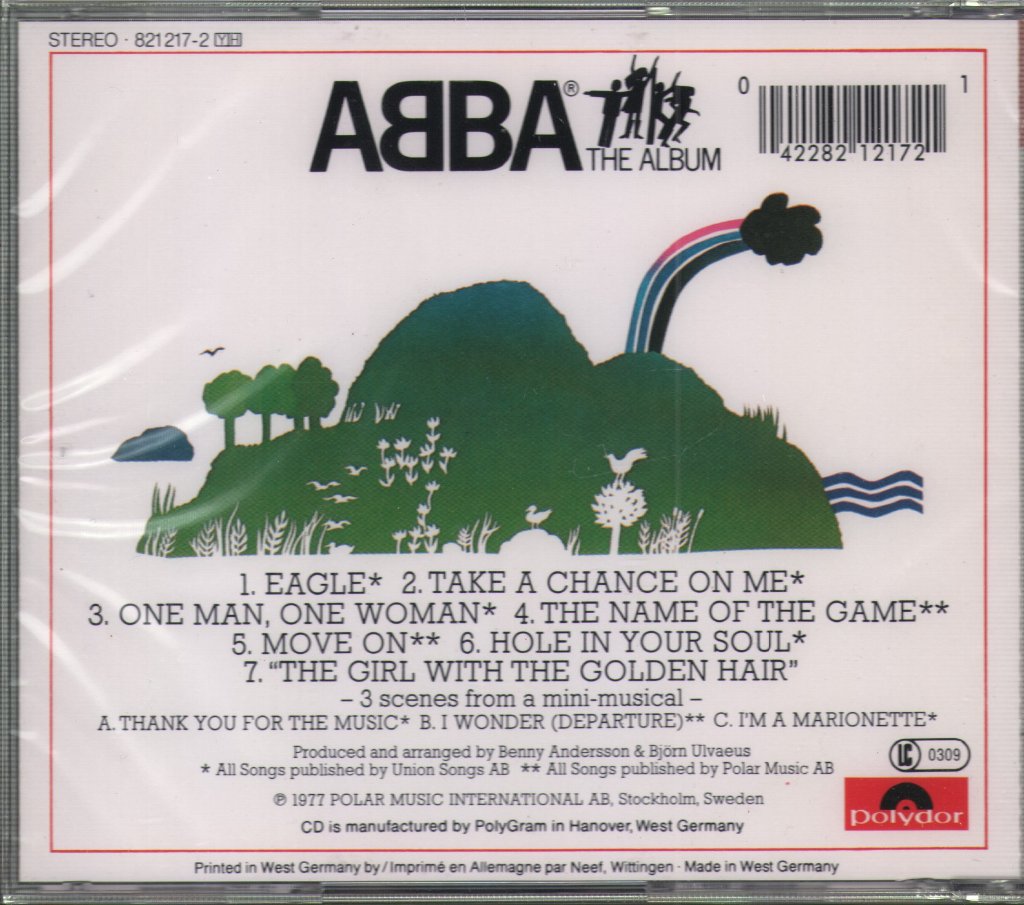 STEREO · 821 217-2 YH
ABBA®
THE ALBUM
0 42282 12172 1
1. EAGLE* 2. TAKE A CHANCE ON ME*
3. ONE MAN, ONE WOMAN* 4. THE NAME OF THE GAME**
5. MOVE ON** 6. HOLE IN YOUR SOUL*
7. “THE GIRL WITH THE GOLDEN HAIR”
– 3 scenes from a mini-musical –
A. THANK YOU FOR THE MUSIC* B. I WONDER (DEPARTURE)** C. I'M A MARIONETTE*
Produced and arranged by Benny Andersson & Björn Ulvaeus
* All Songs published by Union Songs AB ** All Songs published by Polar Music AB
LC 0309
℗ 1977 POLAR MUSIC INTERNATIONAL AB, Stockholm, Sweden
polydor
CD is manufactured by PolyGram in Hanover, West Germany
Printed in West Germany by / Imprimé en Allemagne par Neef, Wittingen · Made in West Germany